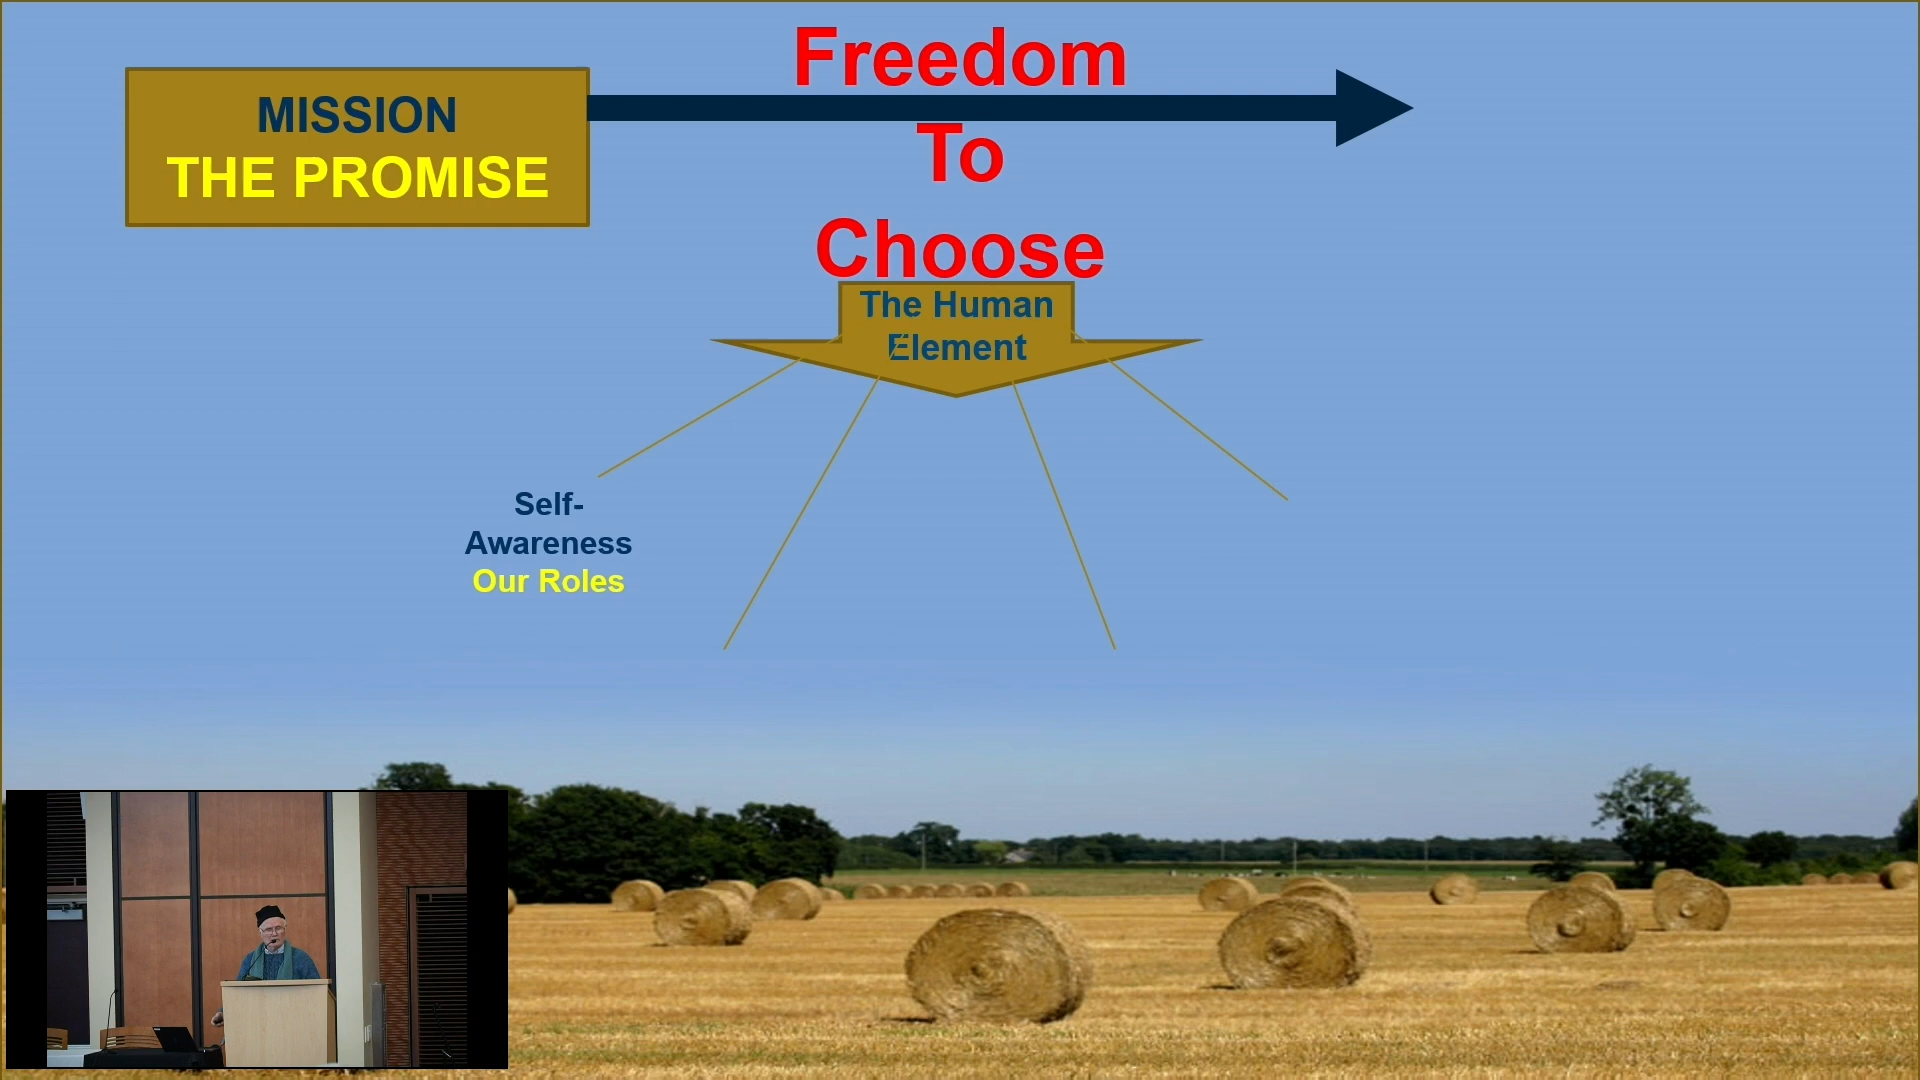 MISSION
THE PROMISE
Freedom
To
Choose
The Human
Element
Self-
Awareness
Our Roles